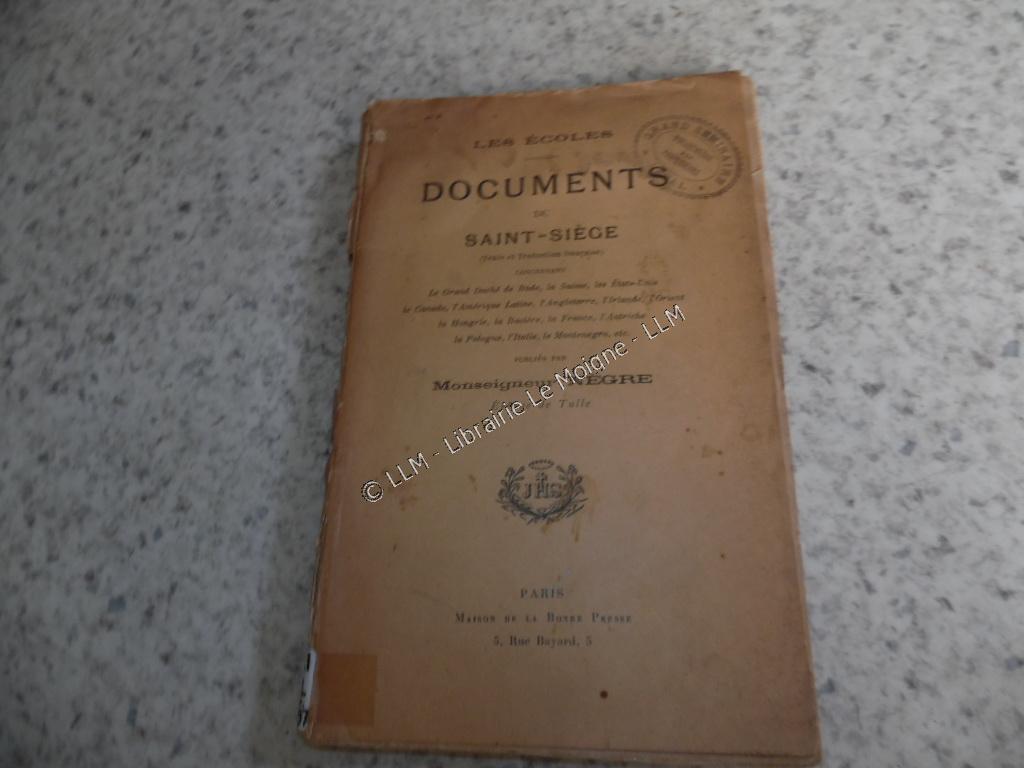 LES ÉCOLES
DOCUMENTS
DU
SAINT-SIÈGE
(Texte et Traduction française)
CONCERNANT
Le Grand Duché de Bade, la Suisse, les États-Unis
le Canada, l'Amérique Latine, l'Angleterre, l'Irlande, l'Orient
la Hongrie, la Bavière, la France, l'Autriche
la Pologne, l'Italie, le Monténégro, etc.
PUBLIÉS PAR
Monseigneur NÈGRE
de Tulle
JHS
PARIS
MAISON DE LA BONNE PRESSE
5, Rue Bayard, 5
GRAND SÉMINAIRE
© LLM - Librairie Le Moigne - LLM